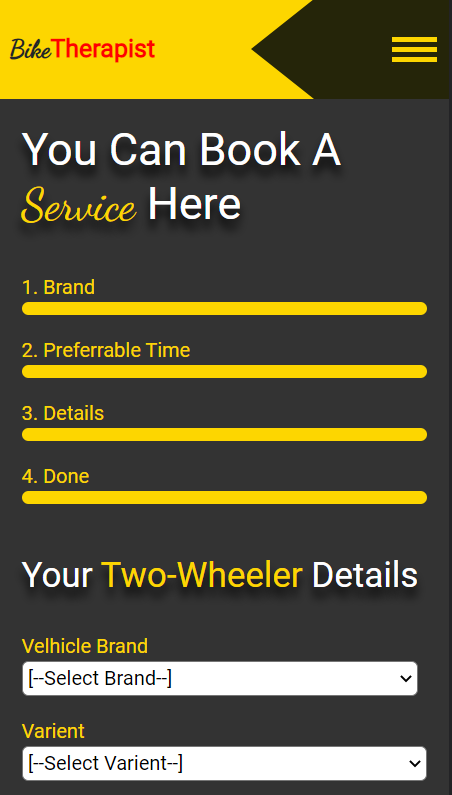 BikeTherapist
You Can Book A
Service Here
1. Brand
2. Preferrable Time
3. Details
4. Done
Your Two-Wheeler Details
Velhicle Brand
[--Select Brand--]
Varient
[--Select Varient--]